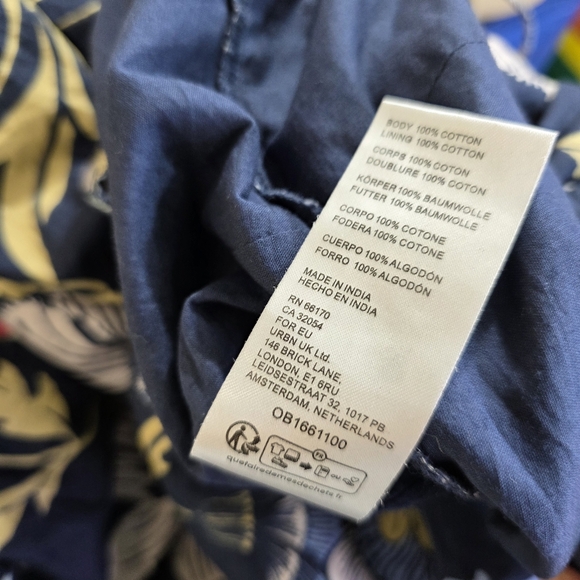 BODY 100% COTTON
LINING 100% COTTON
CORPS 100% COTON
DOUBLURE 100% COTON
KÖRPER 100% BAUMWOLLE
FUTTER 100% BAUMWOLLE
CORPO 100% COTONE
FODERA 100% COTONE
CUERPO 100% ALGODÓN
FORRO 100% ALGODÓN
MADE IN INDIA
HECHO EN INDIA
RN 66170
CA 32054
FOR EU
URBN UK Ltd.
146 BRICK LANE,
LONDON, E1 6RU,
LEIDSESTRAAT 32, 1017 PB
AMSTERDAM, NETHERLANDS
OB1661100
FR
quefairedemesdechets.fr